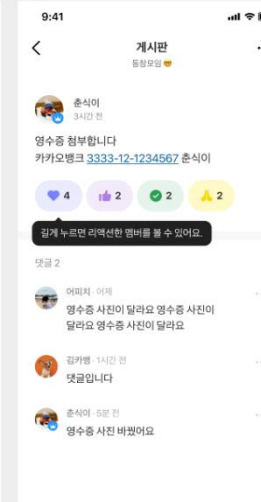 9:41
게시판
동창모임
춘식이
3시간 전
영수증 첨부합니다
카카오뱅크 3333-12-1234567 춘식이
4
2
2
2
길게 누르면 리액션한 멤버를 볼 수 있어요.
댓글 2
어피치 · 어제
영수증 사진이 달라요 영수증 사진이
달라요 영수증 사진이 달라요
김카뱅 · 1시간 전
댓글입니다
춘식이 · 5분 전
영수증 사진 바꿨어요